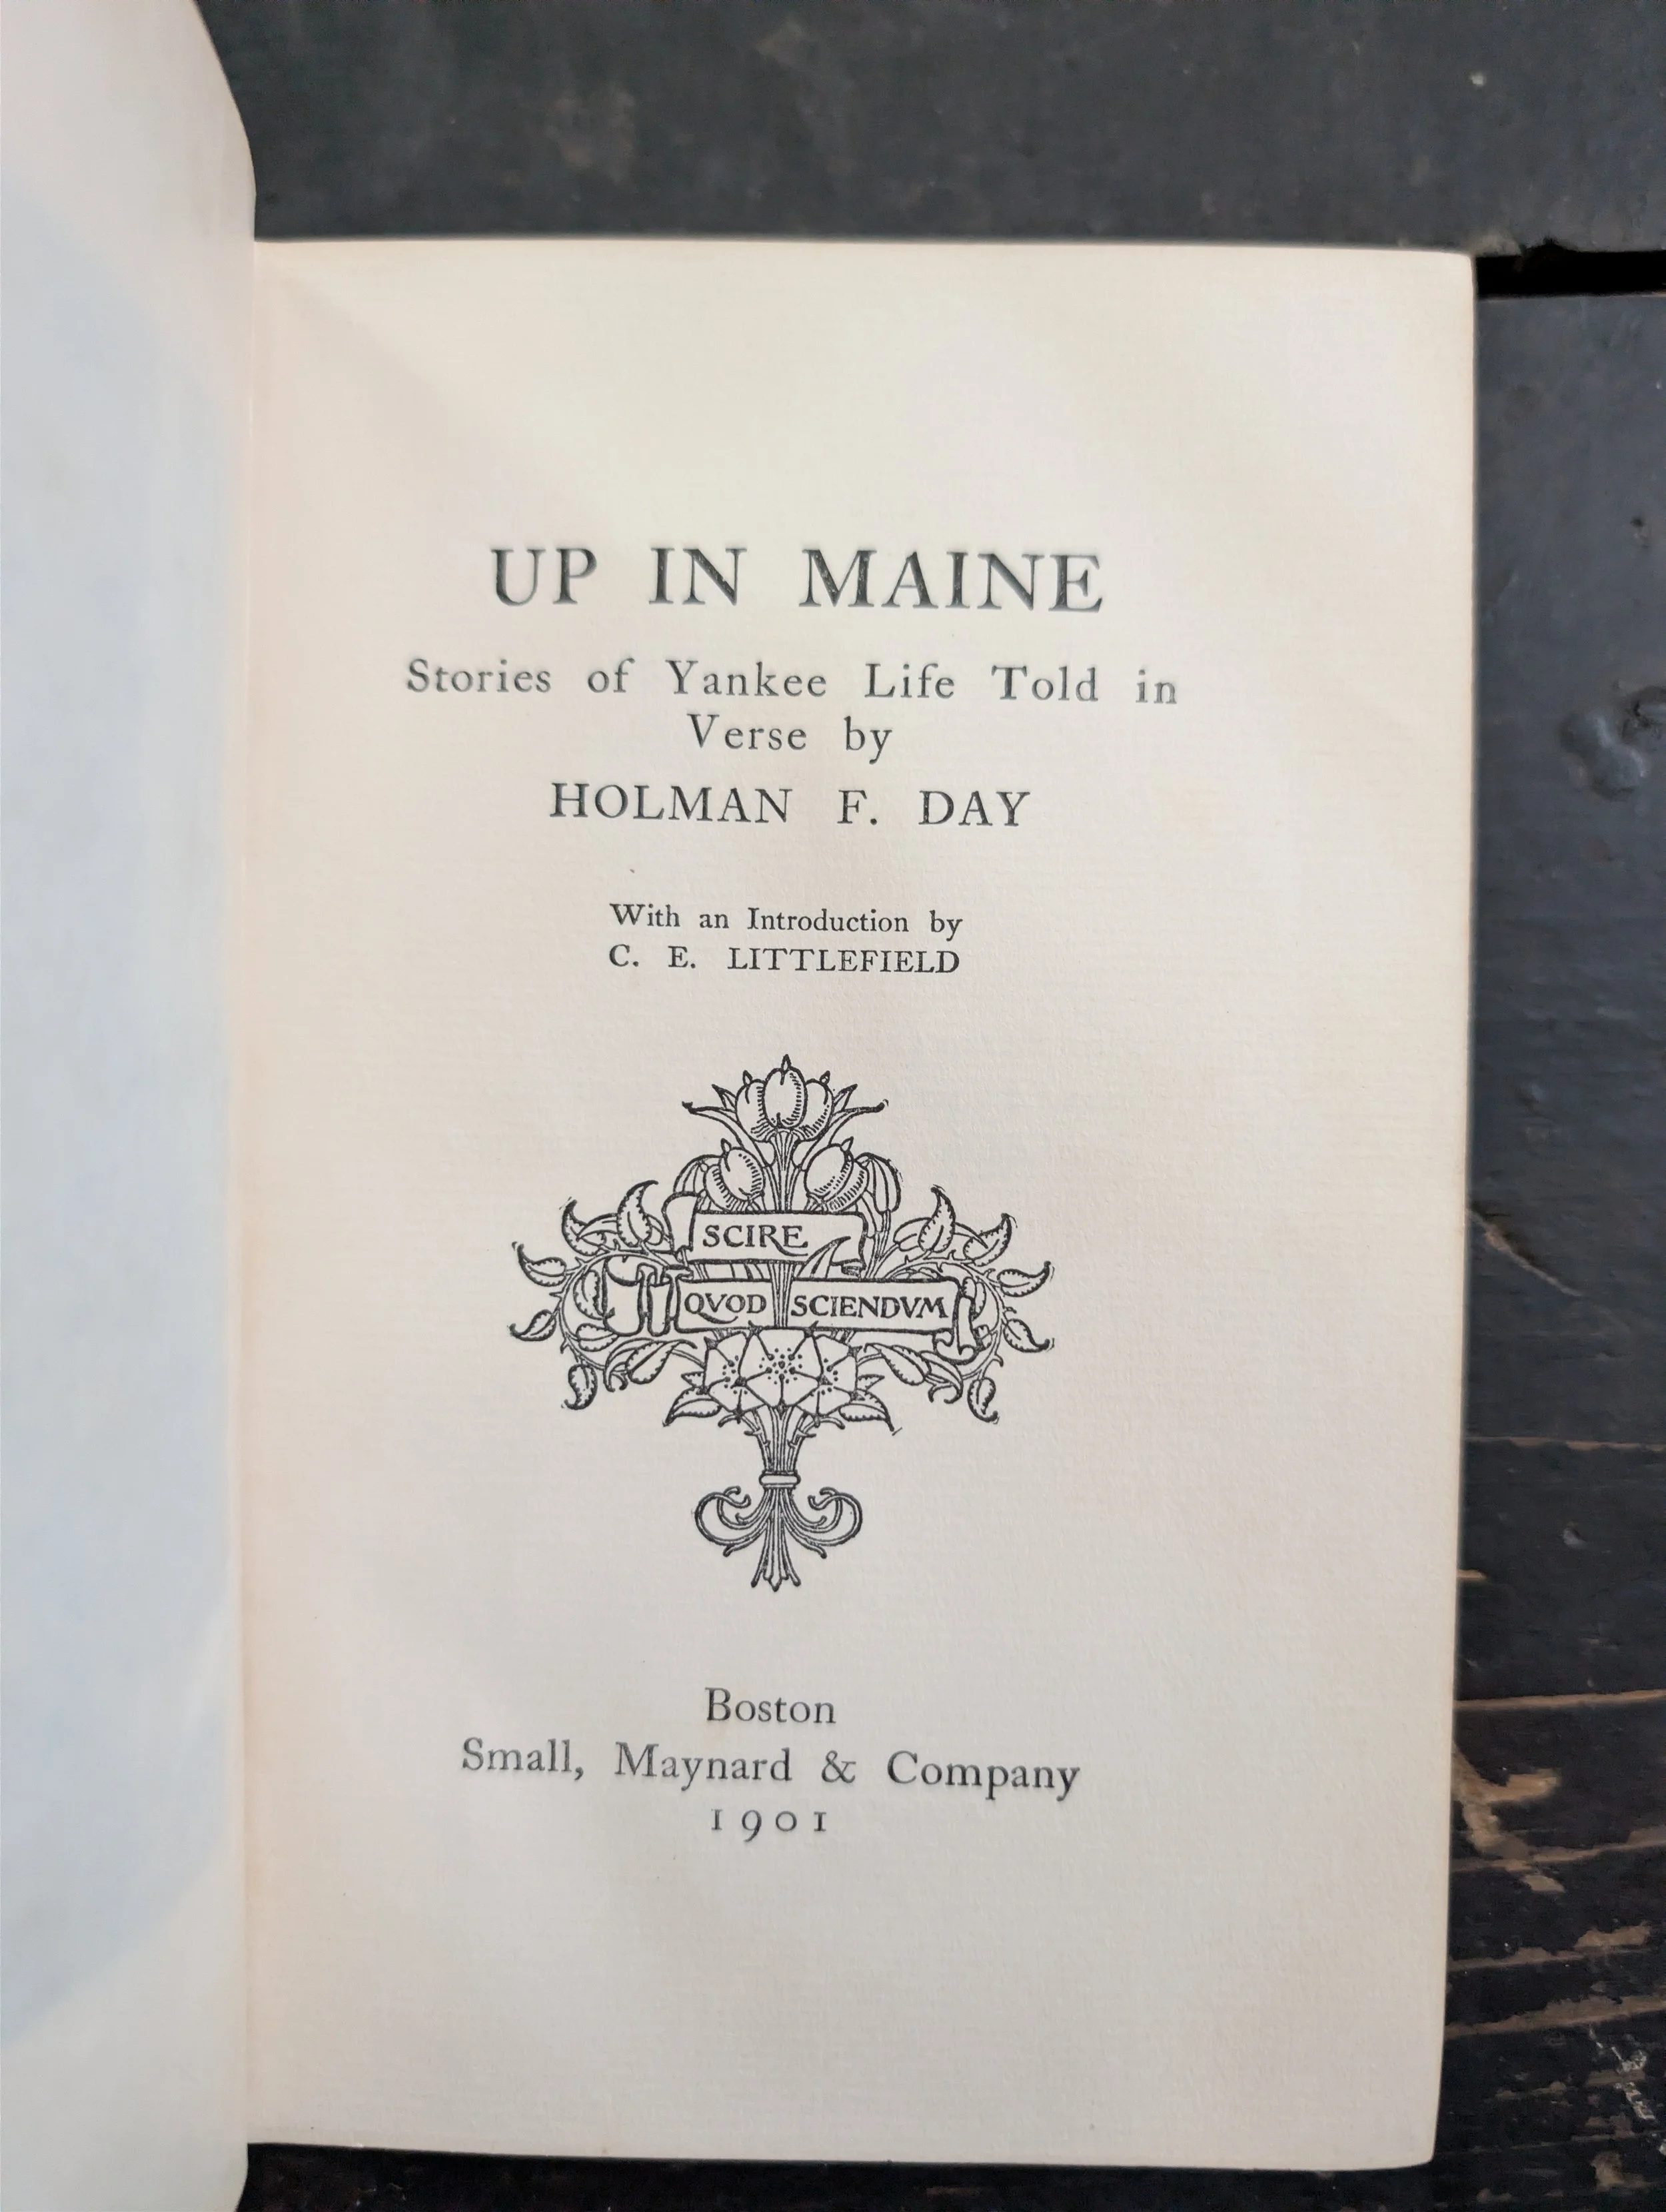 UP IN MAINE
Stories of Yankee Life Told in
Verse by
HOLMAN F. DAY
With an Introduction by
C. E. LITTLEFIELD
SCIRE
QVOD SCIENDVM
Boston
Small, Maynard & Company
1901